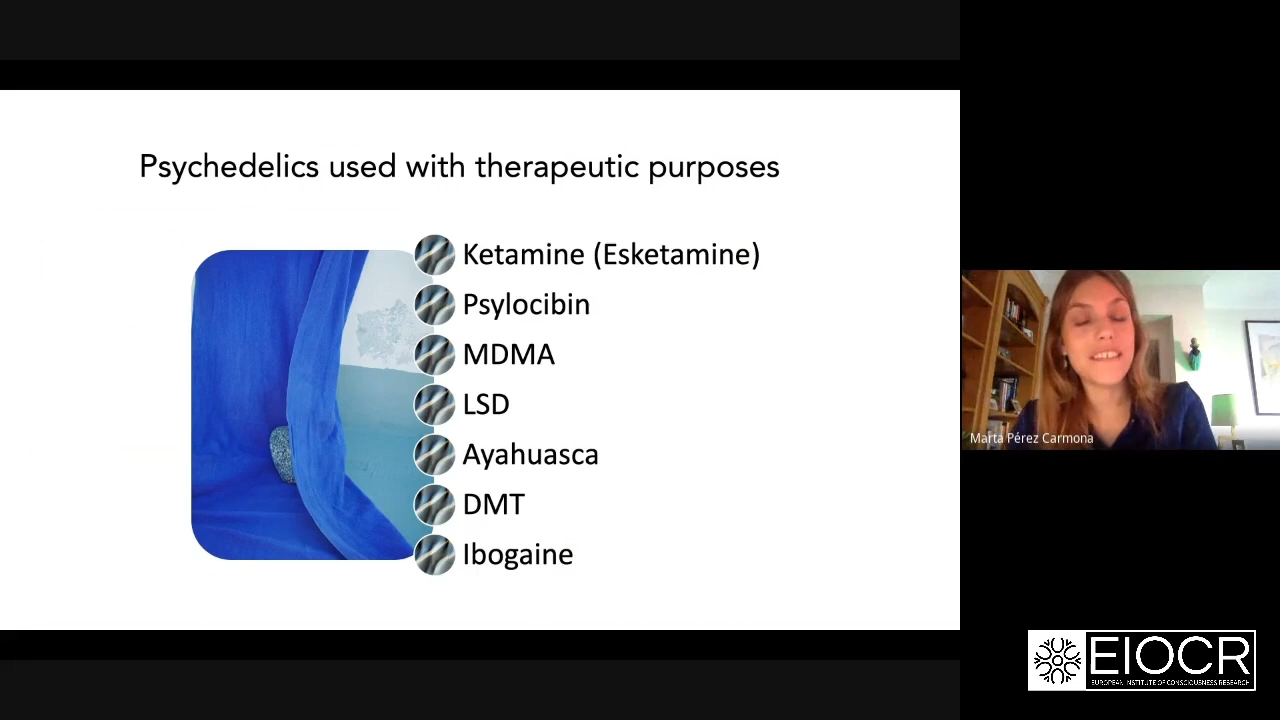 Psychedelics used with therapeutic purposes
Ketamine (Esketamine)
Psylocibin
MDMA
LSD
Ayahuasca
DMT
Ibogaine
Marta Pérez Carmona
EIOCR
EUROPEAN INSTITUTE OF CONSCIOUSNESS RESEARCH